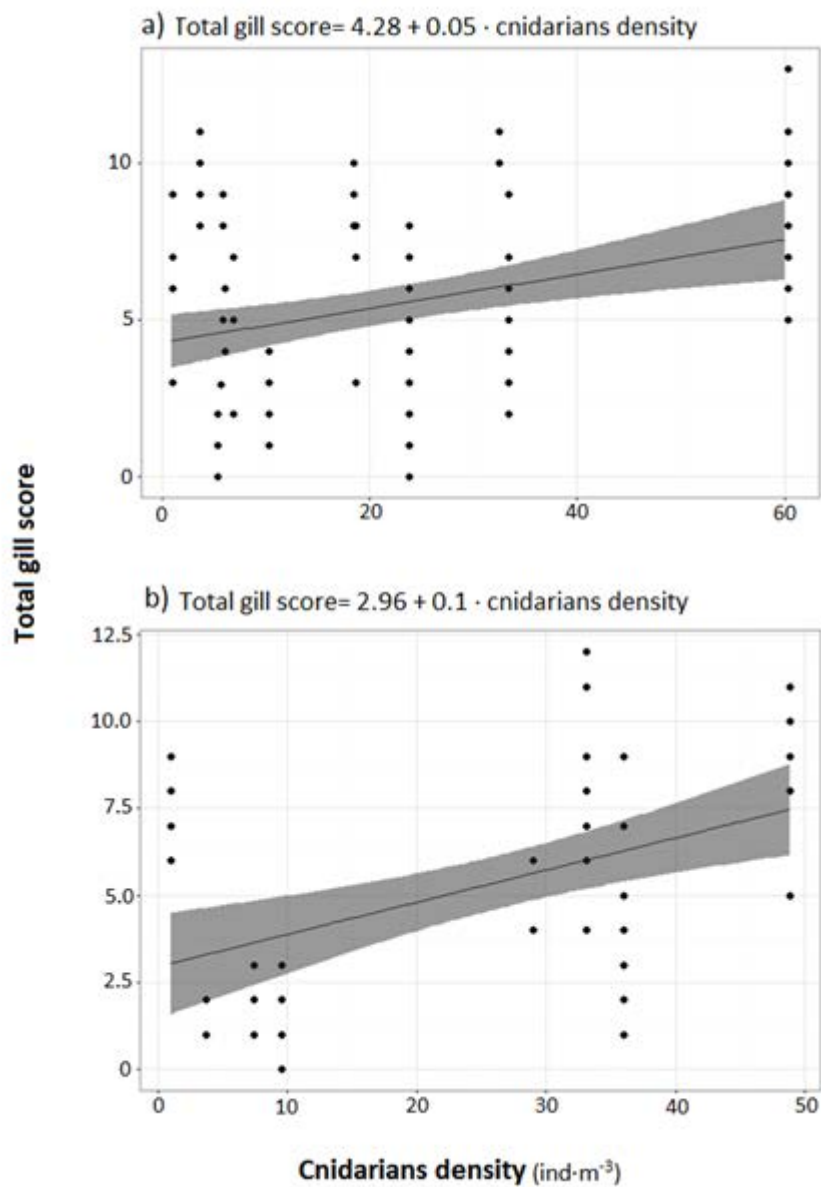 a) Total gill score= 4.28 + 0.05 · cnidarians density
10
5
0
0 20 40 60
Total gill score
b) Total gill score= 2.96 + 0.1 · cnidarians density
12.5
10.0
7.5
5.0
2.5
0
0 10 20 30 40 50
Cnidarians density (ind·m⁻³)